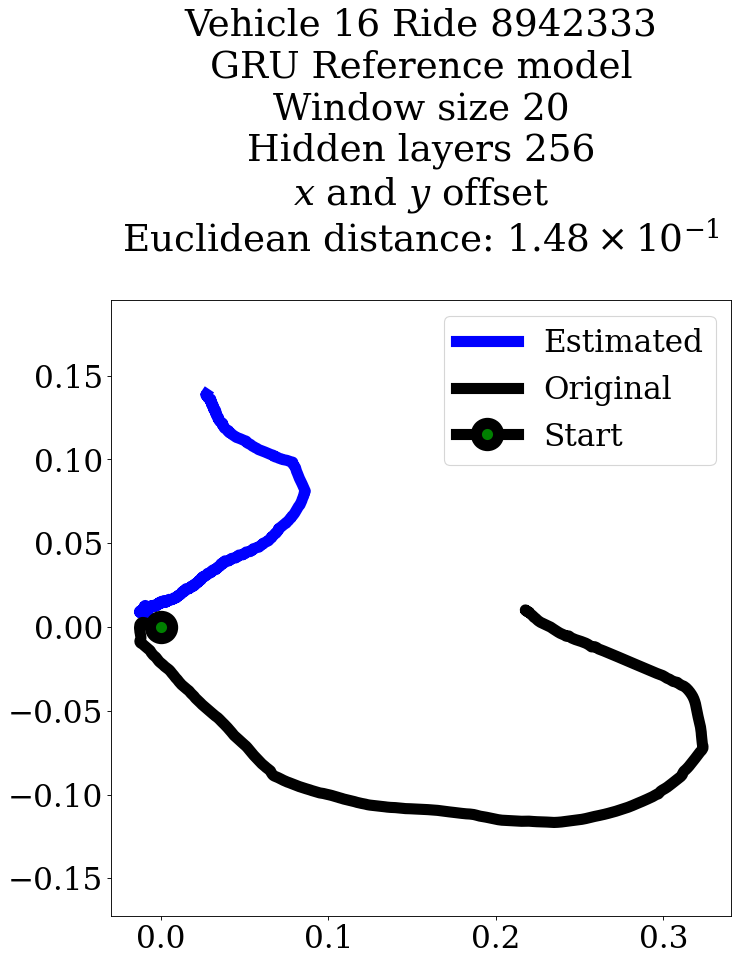 Vehicle 16 Ride 8942333
GRU Reference model
Window size 20
Hidden layers 256
x and y offset
Euclidean distance: 1.48 × 10⁻¹
Estimated
Original
Start
0.15
0.10
0.05
0.00
−0.05
−0.10
−0.15
0.0 0.1 0.2 0.3